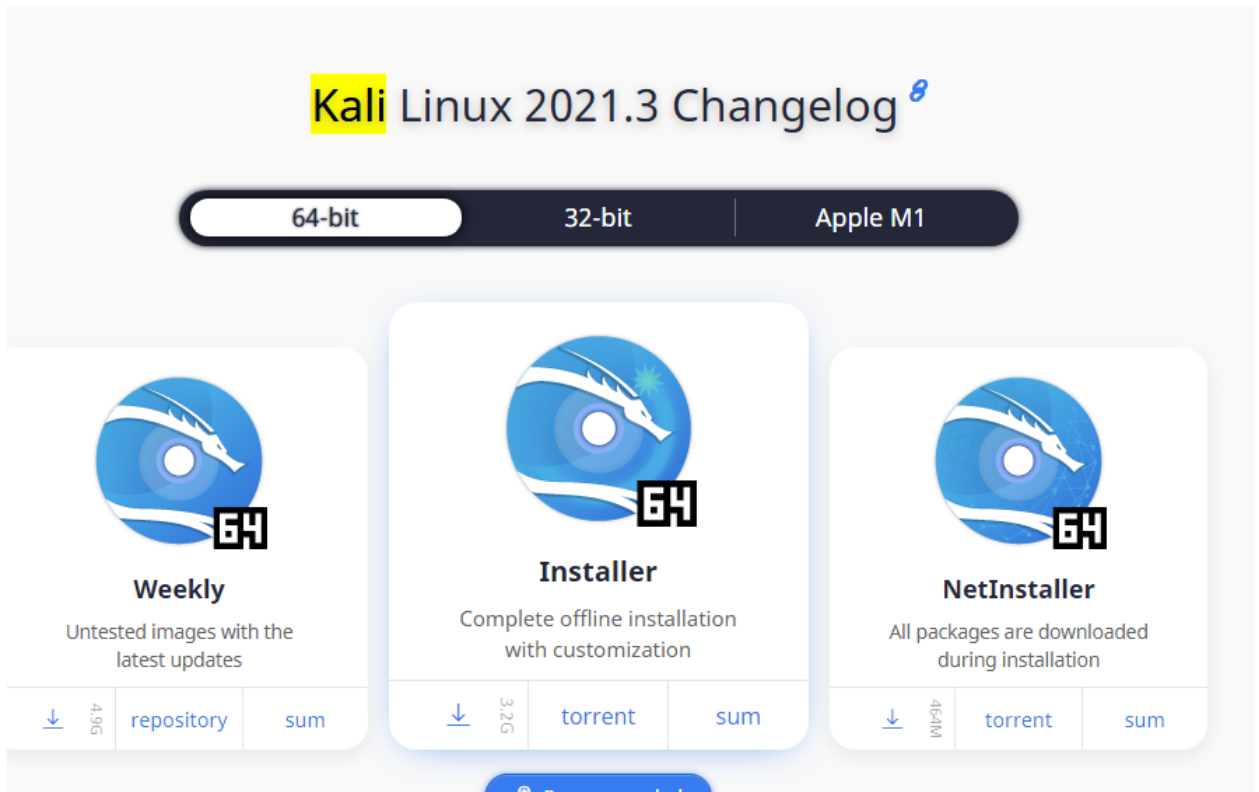 Kali Linux 2021.3 Changelog
64-bit
32-bit
Apple M1
64
Weekly
Untested images with the
latest updates
4.9G
repository
sum
64
Installer
Complete offline installation
with customization
3.2G
torrent
sum
64
NetInstaller
All packages are downloaded
during installation
464M
torrent
sum